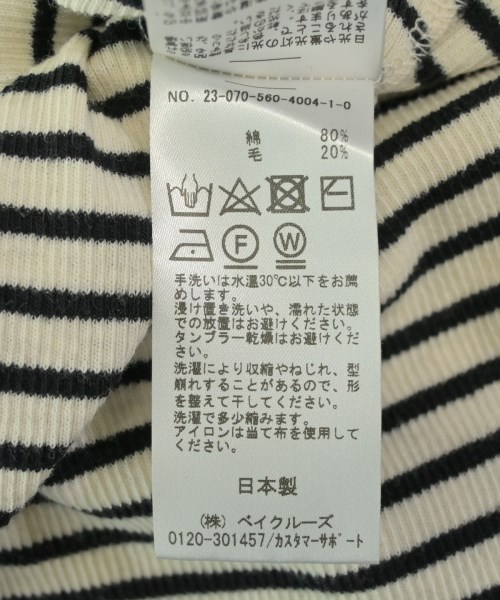 NO. 23-070-560-4004-1-0
綿 80%
毛 20%
F W
手洗いは水温30℃以下をお薦
めします。
浸け置き洗いや、濡れた状態
での放置はお避けください。
タンブラー乾燥はお避けくださ
い。
洗濯により収縮やねじれ、型
崩れすることがあるので、形
を整えて干してください。
洗濯で多少縮みます。
アイロンは当て布を使用して
ください。
日本製
(株) ベイクルーズ
0120-301457/カスタマーサポート